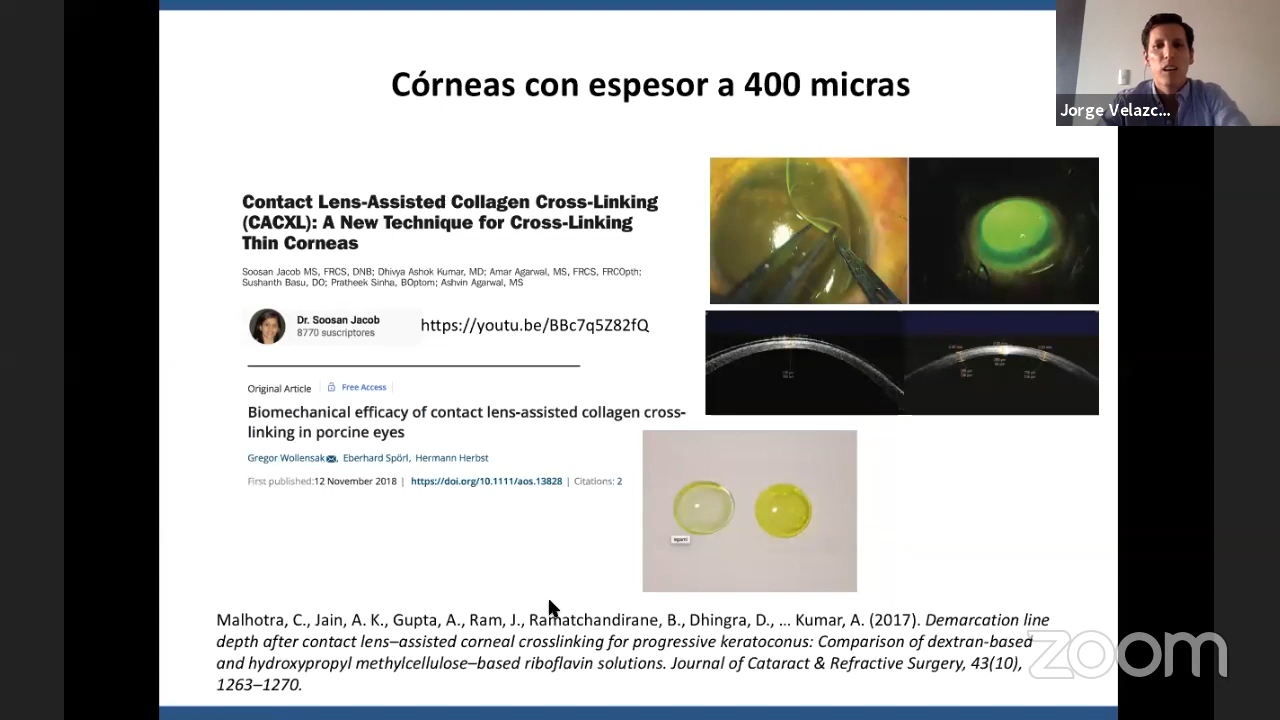 Córneas con espesor a 400 micras
Jorge Velazc...
Contact Lens-Assisted Collagen Cross-Linking
(CACXL): A New Technique for Cross-Linking
Thin Corneas
Soosan Jacob MS, FRCS, DNB; Dhivya Ashok Kumar, MD; Amar Agarwal, MS, FRCS, FRCOpth;
Sushanth Basu, DO; Pratheek Sinha, BOptom; Ashvin Agarwal, MS
Dr. Soosan Jacob
8770 suscriptores
https://youtu.be/BBc7q5Z82fQ
Original Article | Free Access |
Biomechanical efficacy of contact lens-assisted collagen cross-
linking in porcine eyes
Gregor Wollensak, Eberhard Spörl, Hermann Herbst
First published:12 November 2018 | https://doi.org/10.1111/aos.13828 | Citations: 2
Malhotra, C., Jain, A. K., Gupta, A., Ram, J., Ramatchandirane, B., Dhingra, D., ... Kumar, A. (2017). Demarcation line
depth after contact lens–assisted corneal crosslinking for progressive keratoconus: Comparison of dextran-based
and hydroxypropyl methylcellulose–based riboflavin solutions. Journal of Cataract & Refractive Surgery, 43(10),
1263–1270.
zoom